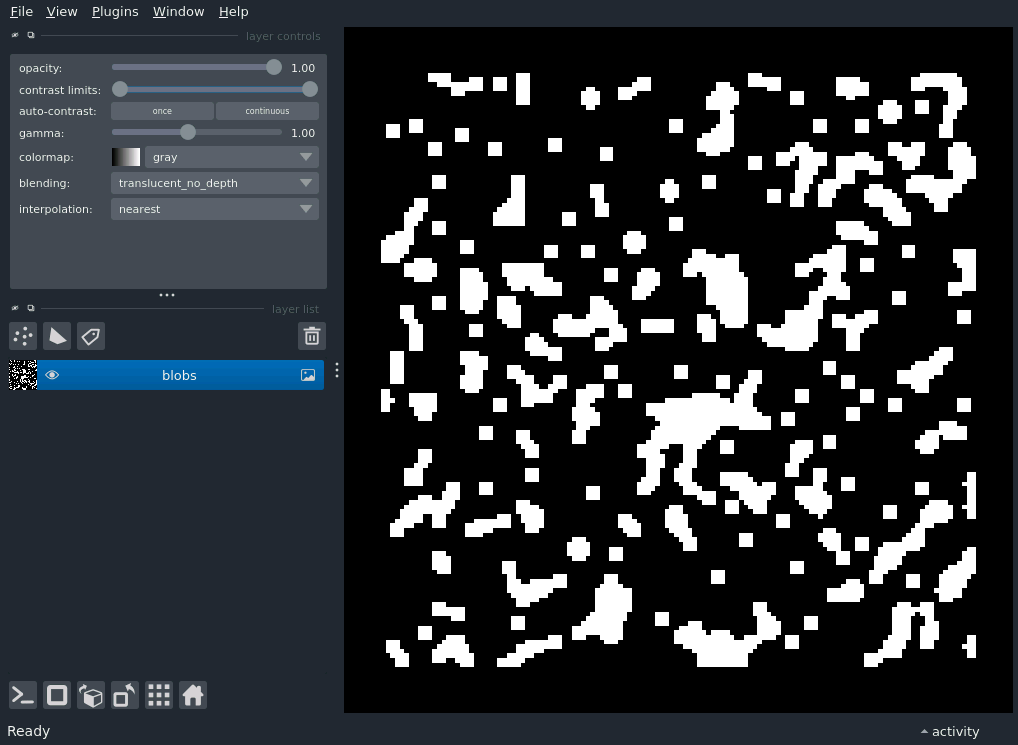 File View Plugins Window Help
layer controls
opacity: 1.00
contrast limits:
auto-contrast: once continuous
gamma: 1.00
colormap: gray
blending: translucent_no_depth
interpolation: nearest
layer list
blobs
Ready activity